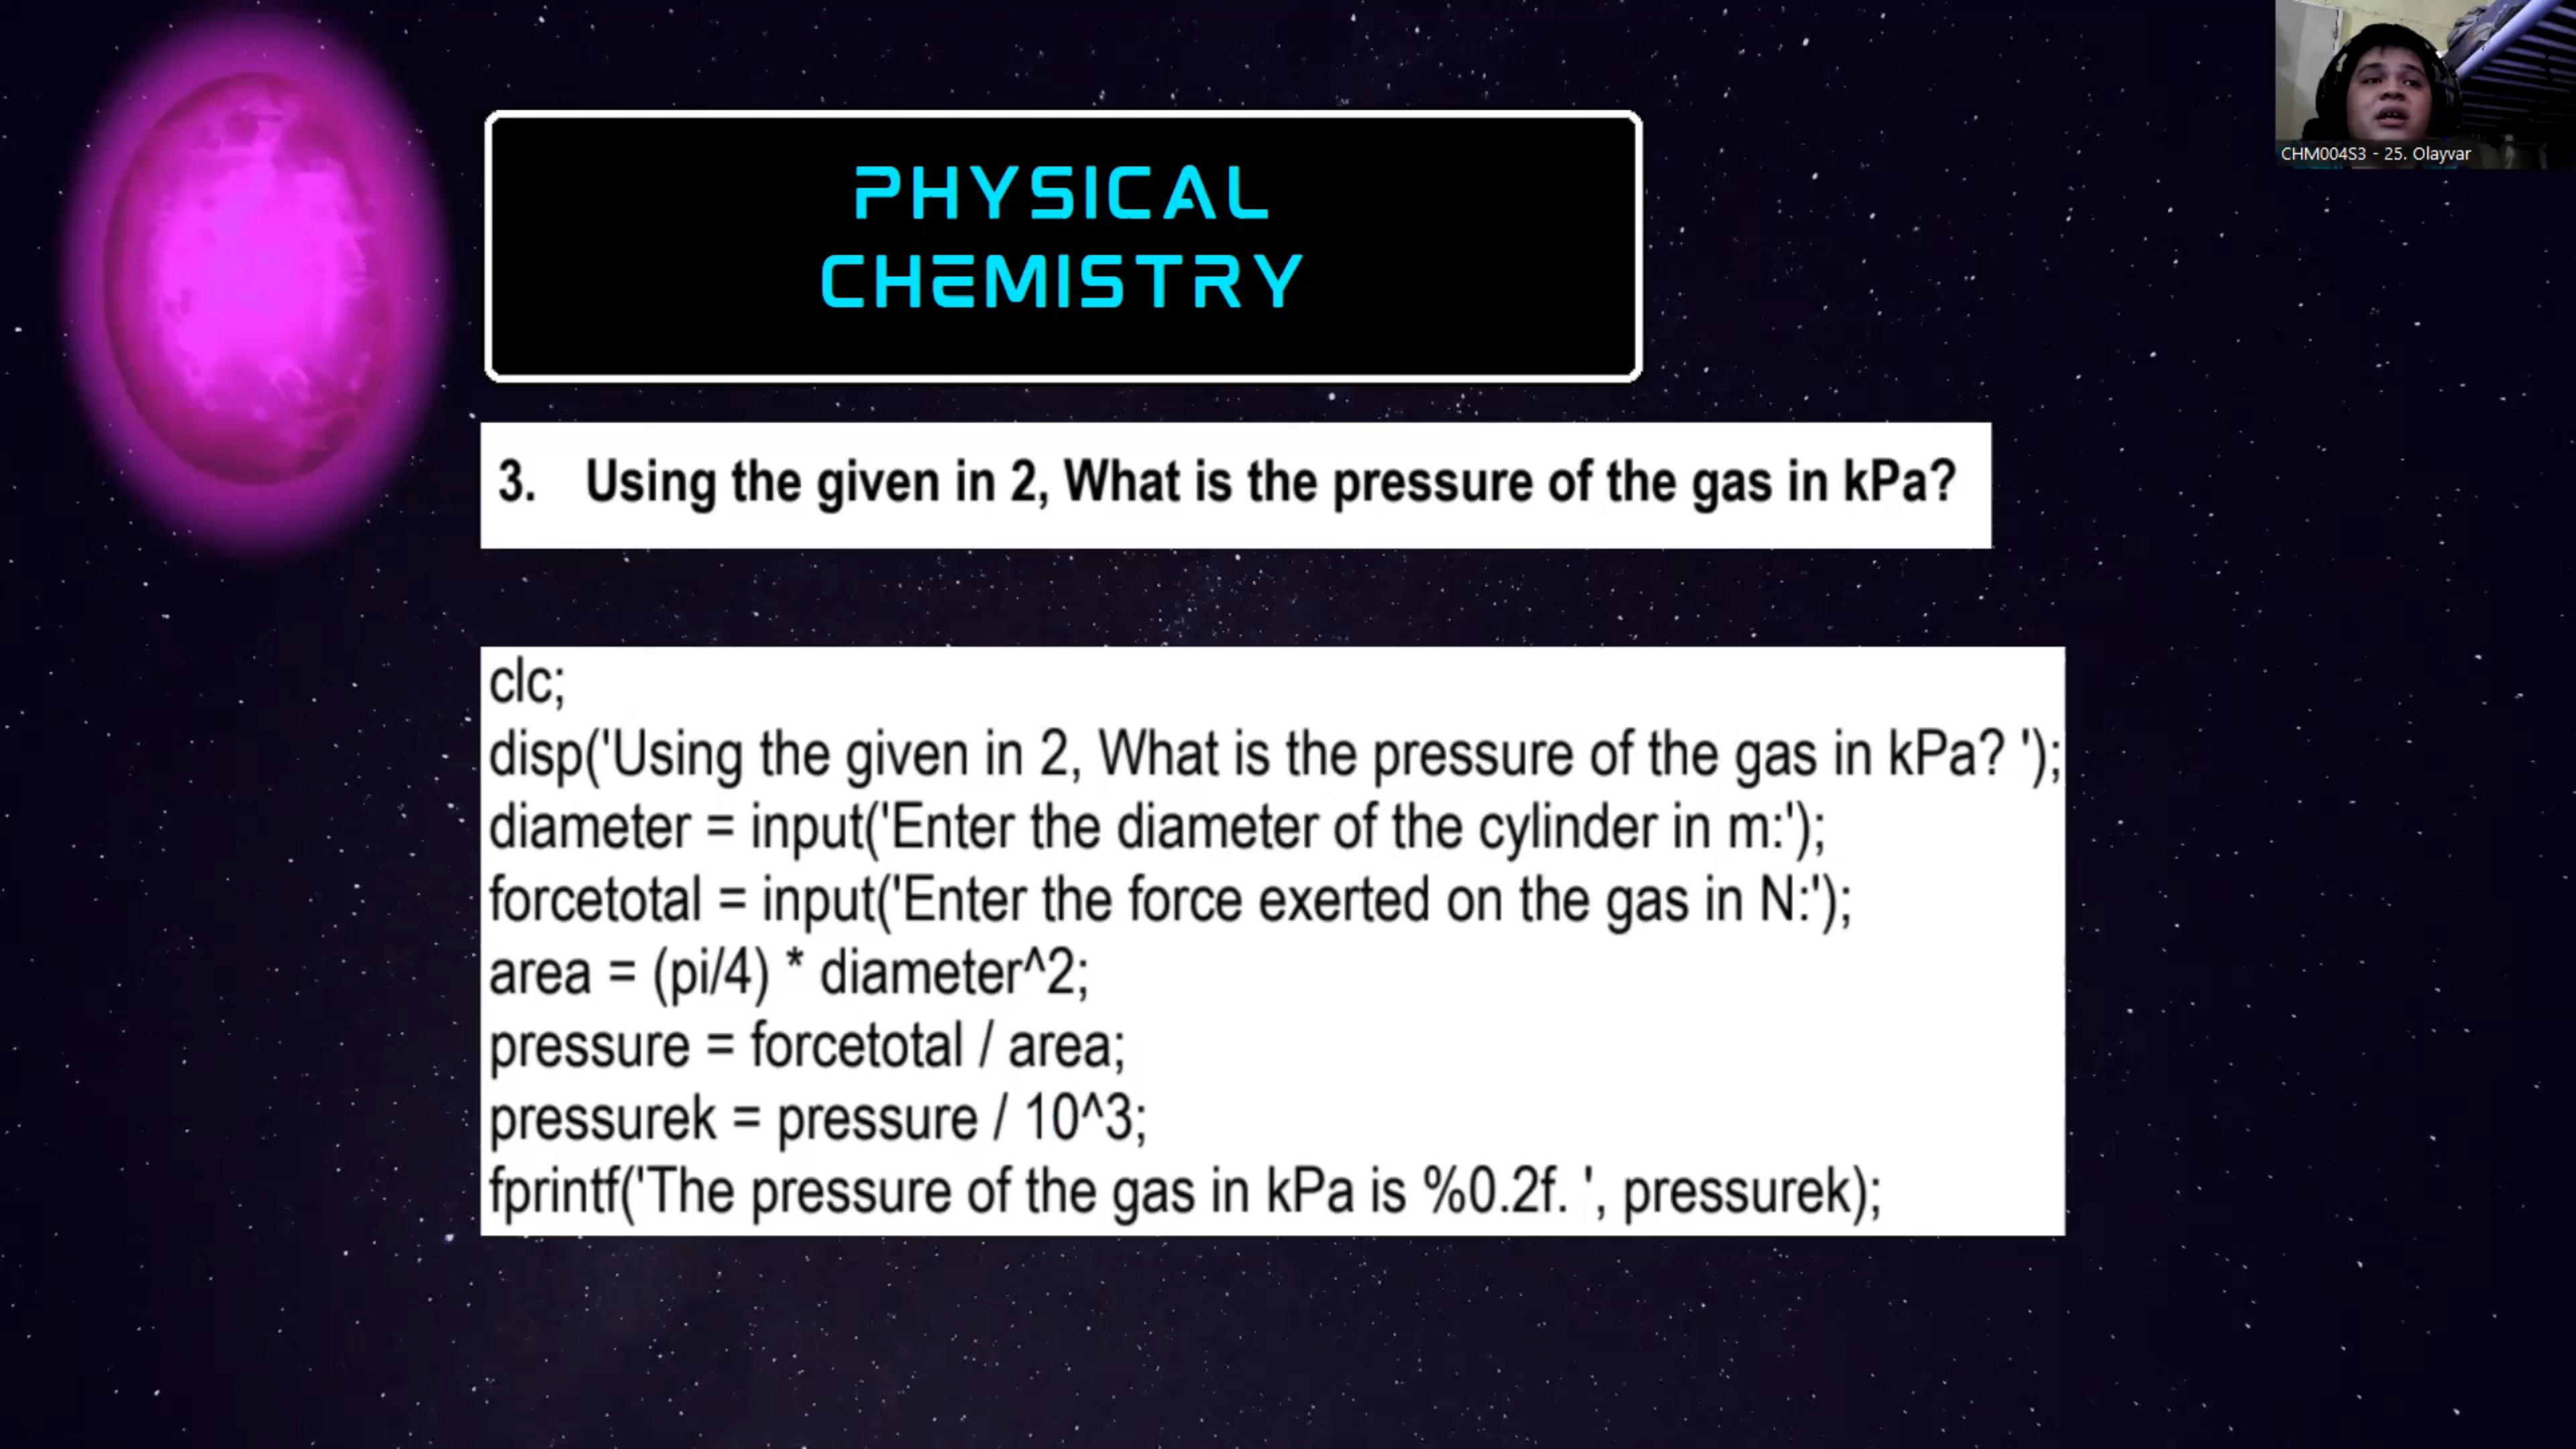 CHM004S3 - 25. Olayvar
PHYSICAL
CHEMISTRY
3. Using the given in 2, What is the pressure of the gas in kPa?
clc;
disp('Using the given in 2, What is the pressure of the gas in kPa? ');
diameter = input('Enter the diameter of the cylinder in m:');
forcetotal = input('Enter the force exerted on the gas in N:');
area = (pi/4) * diameter^2;
pressure = forcetotal / area;
pressurek = pressure / 10^3;
fprintf('The pressure of the gas in kPa is %0.2f. ', pressurek);